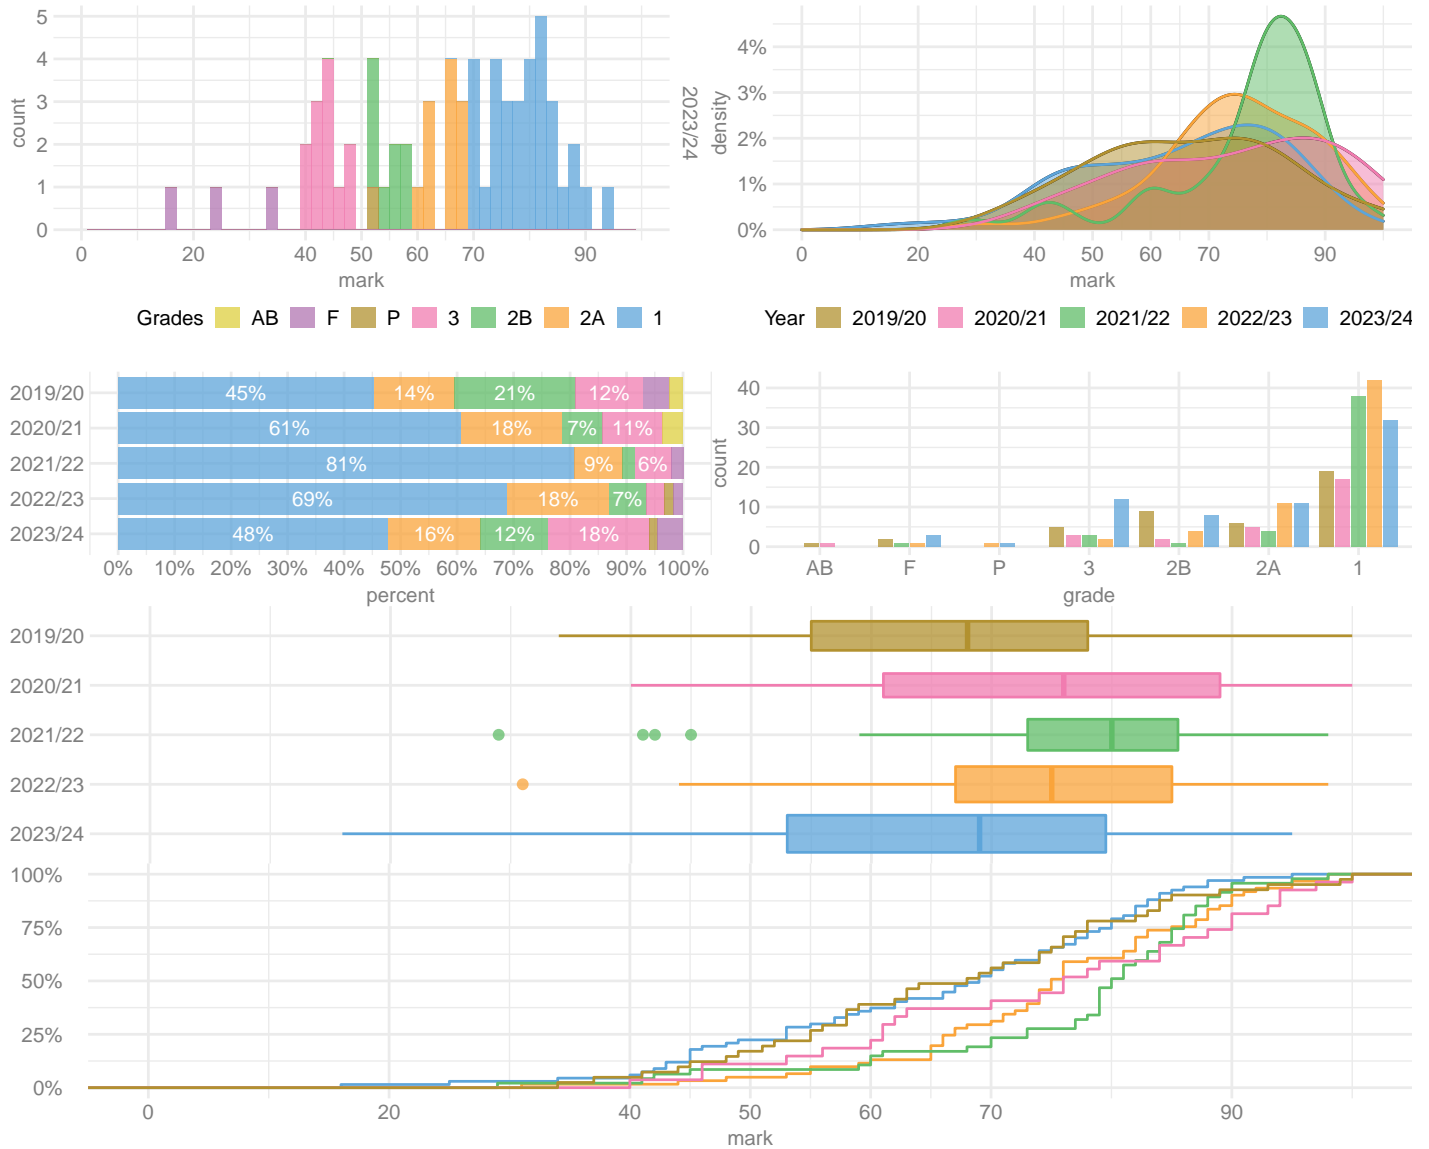 5
4
3
2
1
0
count
0 20 40 50 60 70 90
mark
2023/24
4%
3%
2%
1%
0%
density
0 20 40 50 60 70 90
mark
Grades AB F P 3 2B 2A 1
Year 2019/20 2020/21 2021/22 2022/23 2023/24
2019/20 45% 14% 21% 12%
2020/21 61% 18% 7% 11%
2021/22 81% 9% 6%
2022/23 69% 18% 7%
2023/24 48% 16% 12% 18%
0% 10% 20% 30% 40% 50% 60% 70% 80% 90% 100%
percent
40
30
20
10
0
count
AB F P 3 2B 2A 1
grade
2019/20
2020/21
2021/22
2022/23
2023/24
100%
75%
50%
25%
0%
0 20 40 50 60 70 90
mark